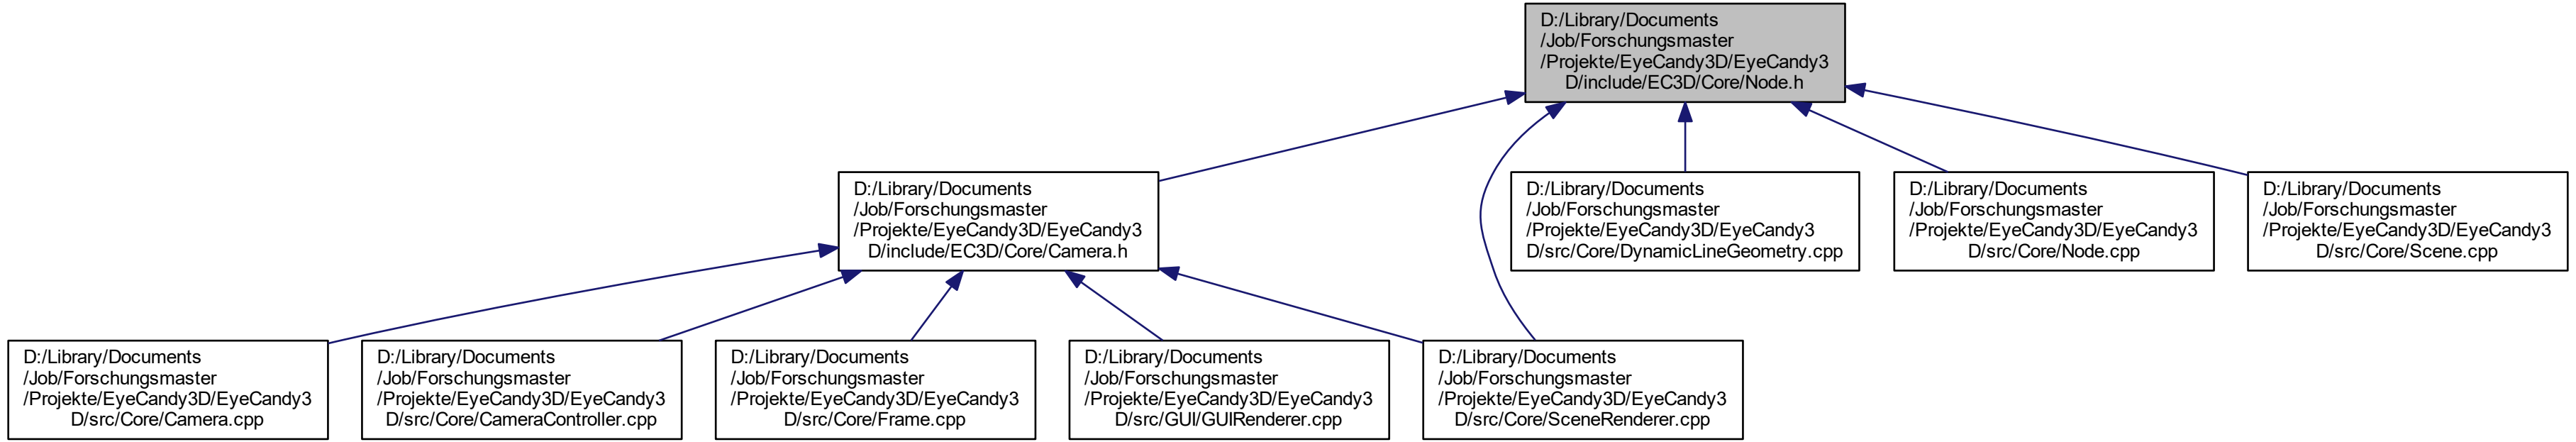 D:/Library/Documents
/Job/Forschungsmaster
/Projekte/EyeCandy3D/EyeCandy3
D/include/EC3D/Core/Node.h
D:/Library/Documents
/Job/Forschungsmaster
/Projekte/EyeCandy3D/EyeCandy3
D/include/EC3D/Core/Camera.h
D:/Library/Documents
/Job/Forschungsmaster
/Projekte/EyeCandy3D/EyeCandy3
D/src/Core/DynamicLineGeometry.cpp
D:/Library/Documents
/Job/Forschungsmaster
/Projekte/EyeCandy3D/EyeCandy3
D/src/Core/Node.cpp
D:/Library/Documents
/Job/Forschungsmaster
/Projekte/EyeCandy3D/EyeCandy3
D/src/Core/Scene.cpp
D:/Library/Documents
/Job/Forschungsmaster
/Projekte/EyeCandy3D/EyeCandy3
D/src/Core/Camera.cpp
D:/Library/Documents
/Job/Forschungsmaster
/Projekte/EyeCandy3D/EyeCandy3
D/src/Core/CameraController.cpp
D:/Library/Documents
/Job/Forschungsmaster
/Projekte/EyeCandy3D/EyeCandy3
D/src/Core/Frame.cpp
D:/Library/Documents
/Job/Forschungsmaster
/Projekte/EyeCandy3D/EyeCandy3
D/src/GUI/GUIRenderer.cpp
D:/Library/Documents
/Job/Forschungsmaster
/Projekte/EyeCandy3D/EyeCandy3
D/src/Core/SceneRenderer.cpp